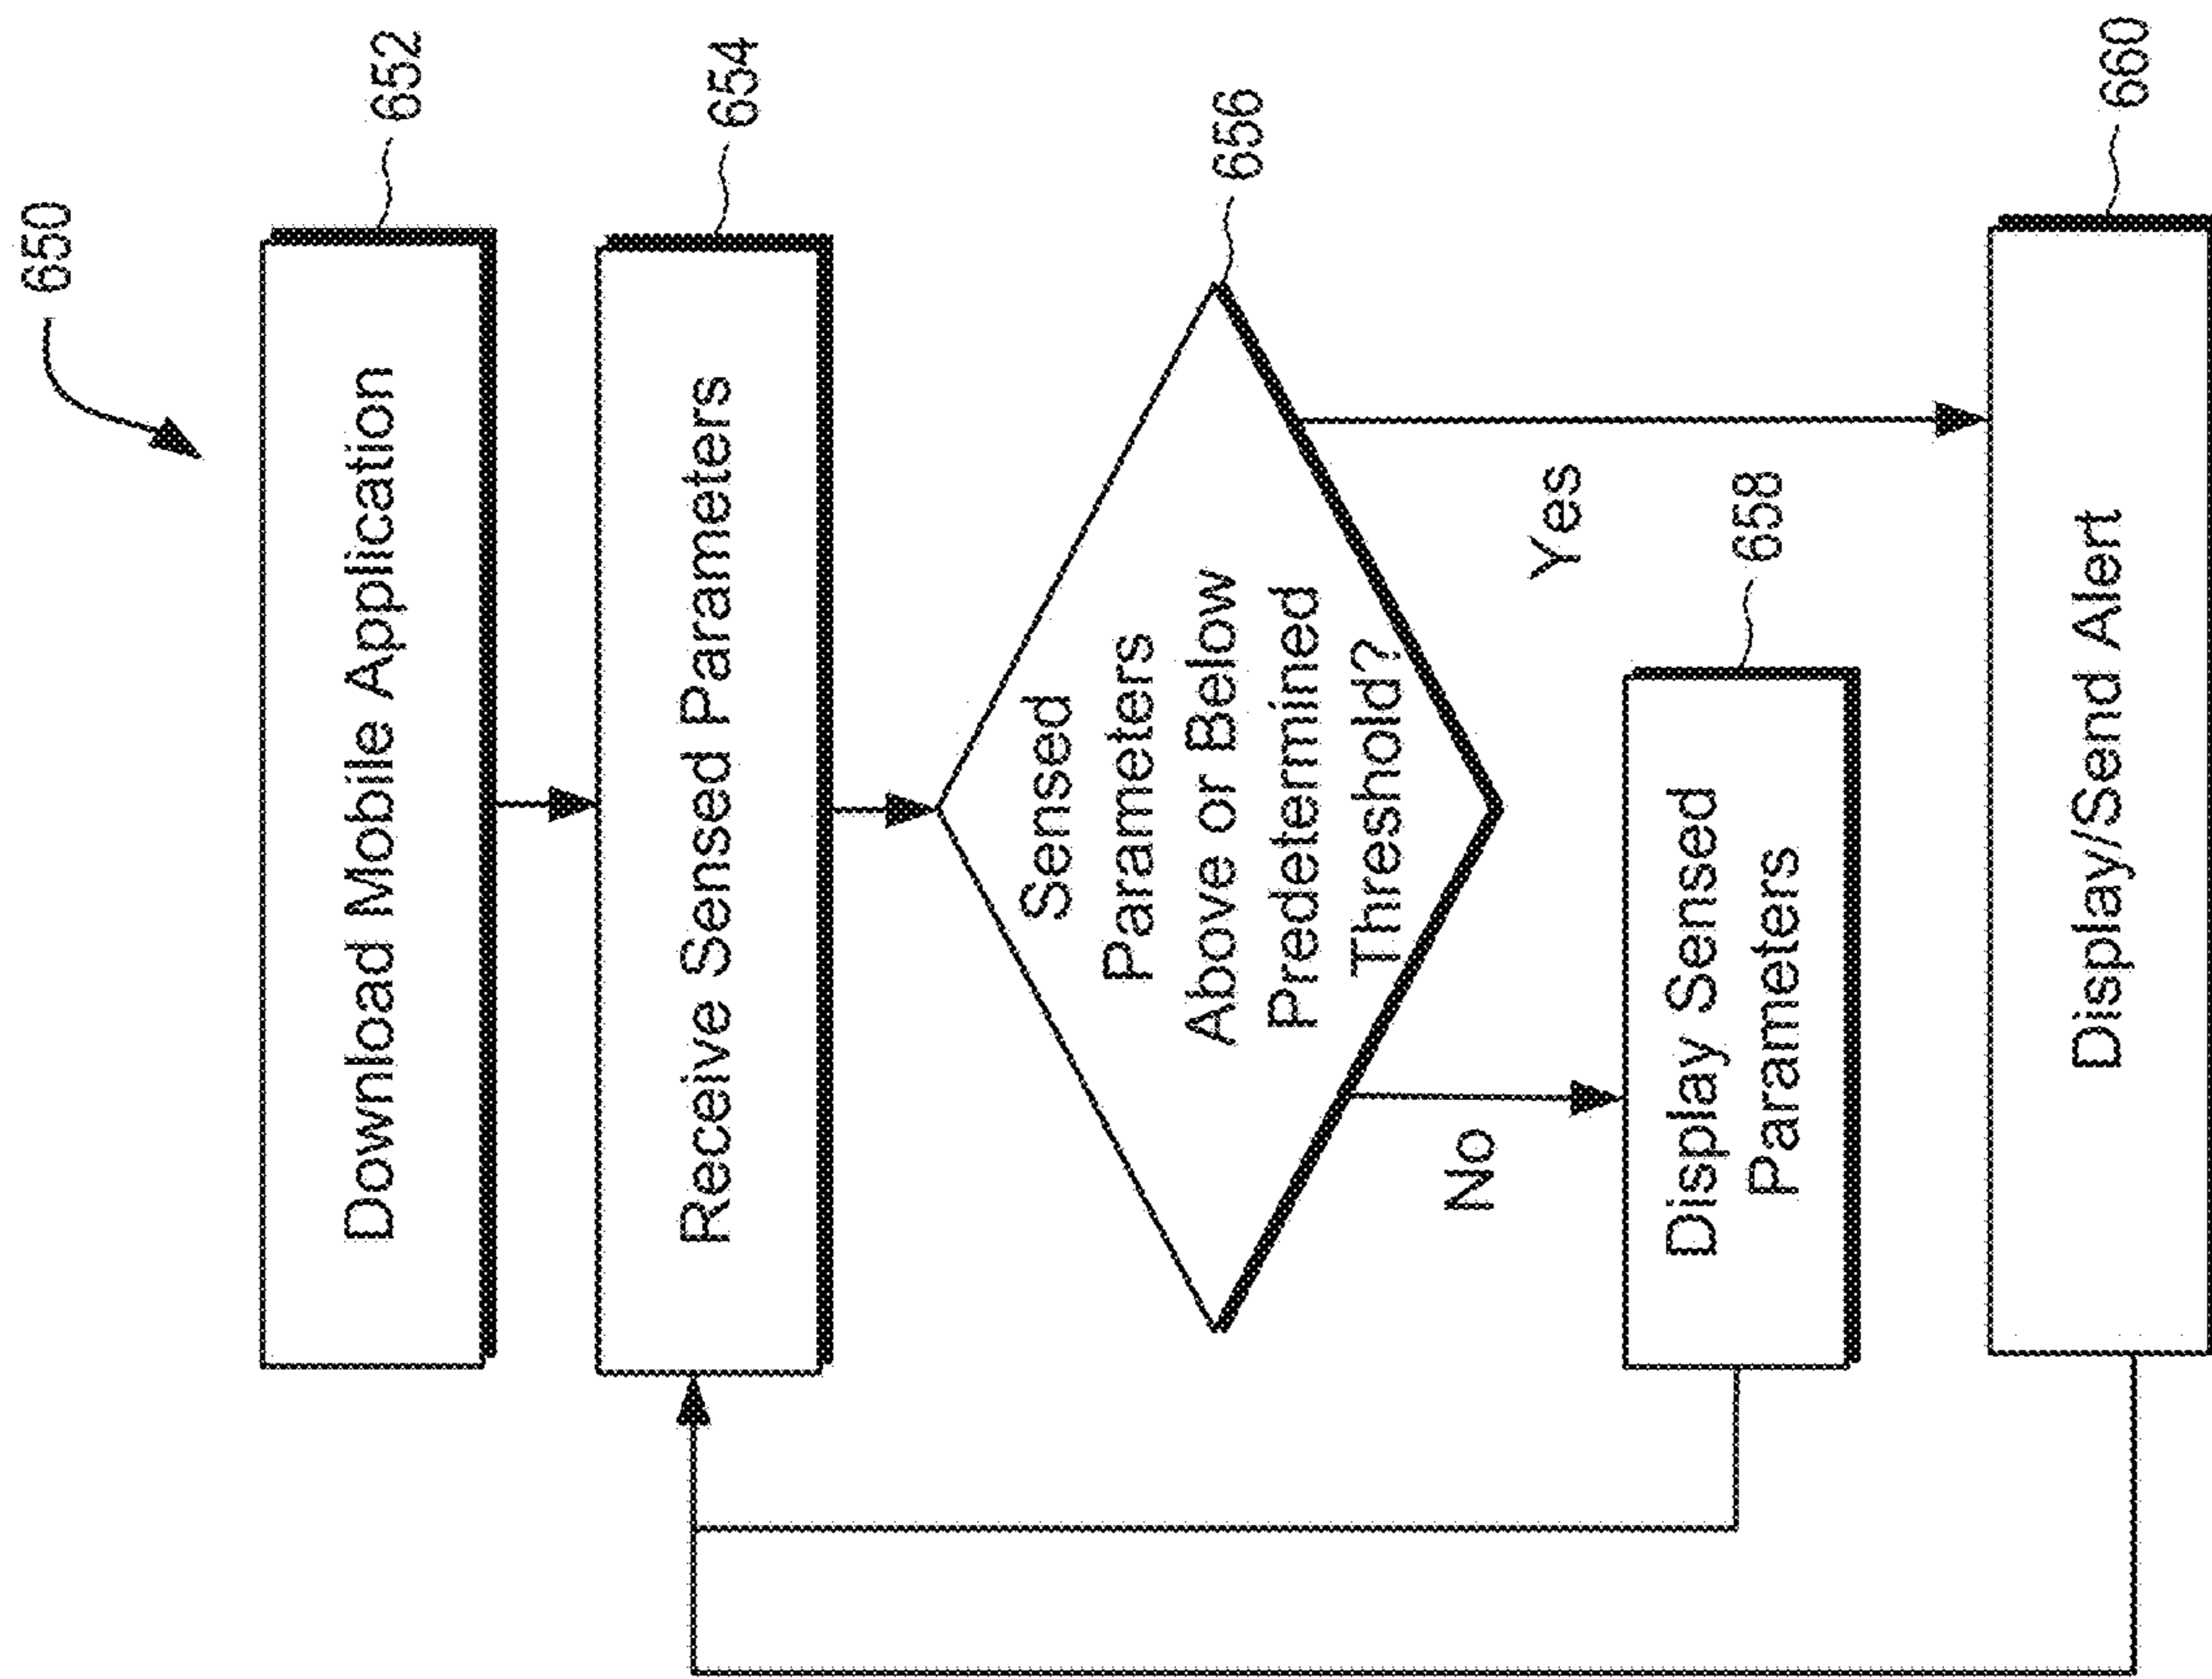 650
Download Mobile Application
652
Receive Sensed Parameters
654
Sensed
Parameters
Above or Below
Predetermined
Threshold?
656
No
Yes
Display Sensed
Parameters
658
Display/Send Alert
660